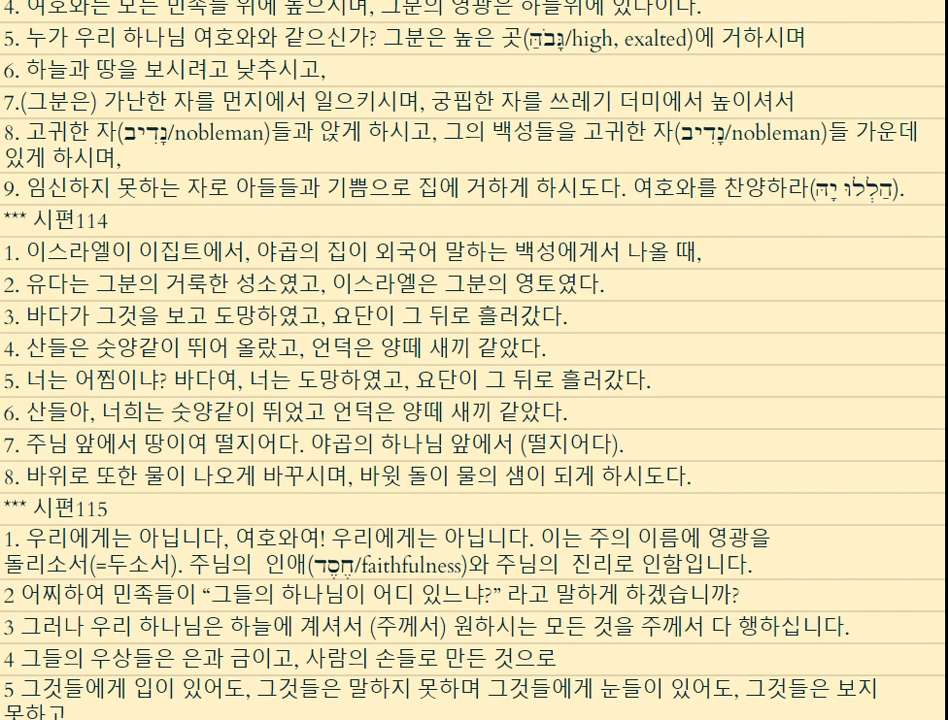 4. 여호와는 모든 민족들 위에 높으시며, 그분의 영광은 하늘위에 있나이다.
5. 누가 우리 하나님 여호와와 같으신가? 그분은 높은 곳(גָּבֹהַּ/high, exalted)에 거하시며
6. 하늘과 땅을 보시려고 낮추시고,
7.(그분은) 가난한 자를 먼지에서 일으키시며, 궁핍한 자를 쓰레기 더미에서 높이셔서
8. 고귀한 자(נָדִיב/nobleman)들과 앉게 하시고, 그의 백성들을 고귀한 자(נָדִיב/nobleman)들 가운데
있게 하시며,
9. 임신하지 못하는 자로 아들들과 기쁨으로 집에 거하게 하시도다. 여호와를 찬양하라(הַלְלוּ יָהּ).
*** 시편114
1. 이스라엘이 이집트에서, 야곱의 집이 외국어 말하는 백성에게서 나올 때,
2. 유다는 그분의 거룩한 성소였고, 이스라엘은 그분의 영토였다.
3. 바다가 그것을 보고 도망하였고, 요단이 그 뒤로 흘러갔다.
4. 산들은 숫양같이 뛰어 올랐고, 언덕은 양떼 새끼 같았다.
5. 너는 어찜이냐? 바다여, 너는 도망하였고, 요단이 그 뒤로 흘러갔다.
6. 산들아, 너희는 숫양같이 뛰었고 언덕은 양떼 새끼 같았다.
7. 주님 앞에서 땅이여 떨지어다. 야곱의 하나님 앞에서 (떨지어다).
8. 바위로 또한 물이 나오게 바꾸시며, 바윗 돌이 물의 샘이 되게 하시도다.
*** 시편115
1. 우리에게는 아닙니다, 여호와여! 우리에게는 아닙니다. 이는 주의 이름에 영광을
돌리소서(=두소서). 주님의 인애(חֶסֶד/faithfulness)와 주님의 진리로 인함입니다.
2 어찌하여 민족들이 “그들의 하나님이 어디 있느냐?” 라고 말하게 하겠습니까?
3 그러나 우리 하나님은 하늘에 계셔서 (주께서) 원하시는 모든 것을 주께서 다 행하십니다.
4 그들의 우상들은 은과 금이고, 사람의 손들로 만든 것으로
5 그것들에게 입이 있어도, 그것들은 말하지 못하며 그것들에게 눈들이 있어도, 그것들은 보지
못하고